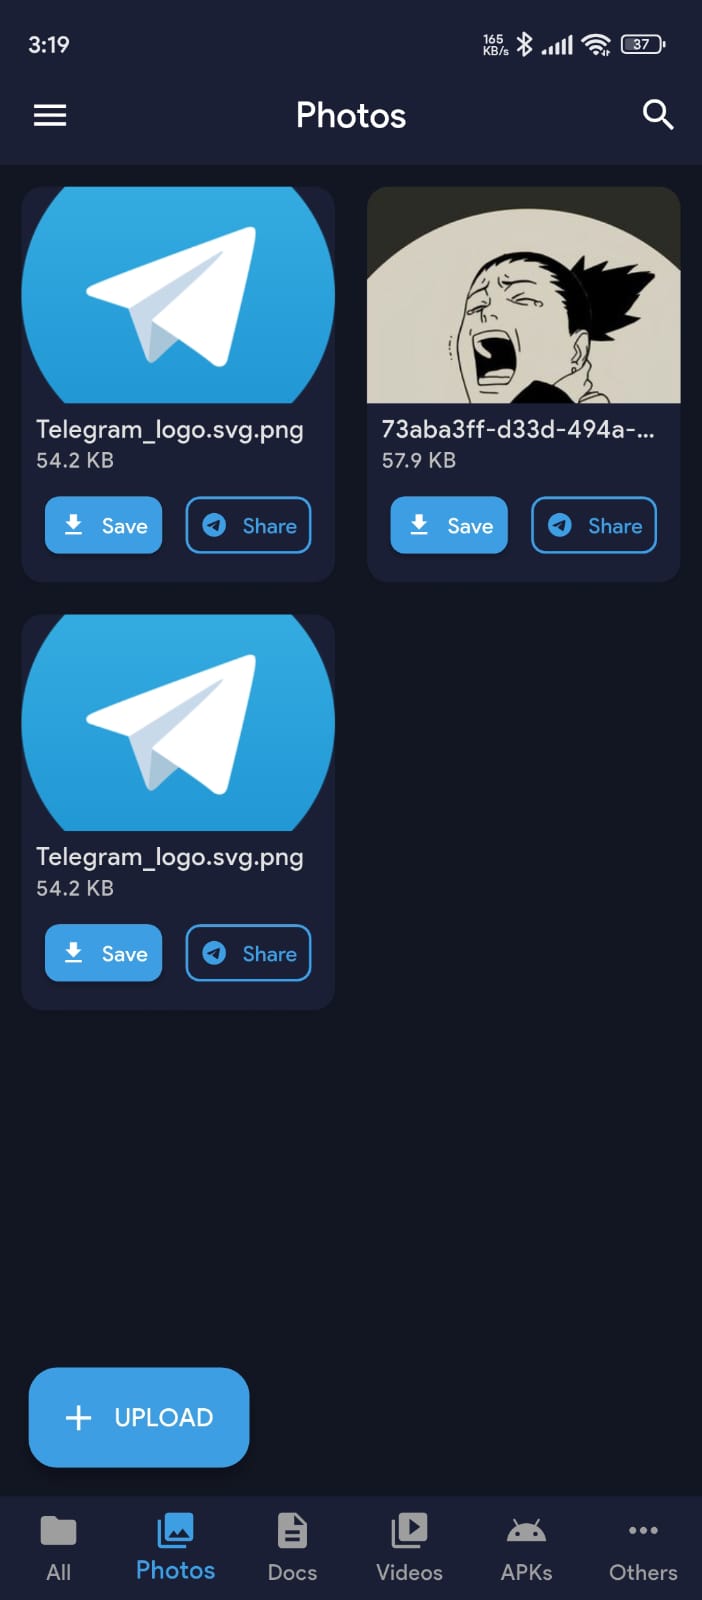 3:19
165
KB/s
37
Photos
Telegram_logo.svg.png
54.2 KB
Save
Share
73aba3ff-d33d-494a-...
57.9 KB
Save
Share
Telegram_logo.svg.png
54.2 KB
Save
Share
UPLOAD
All
Photos
Docs
Videos
APKs
Others